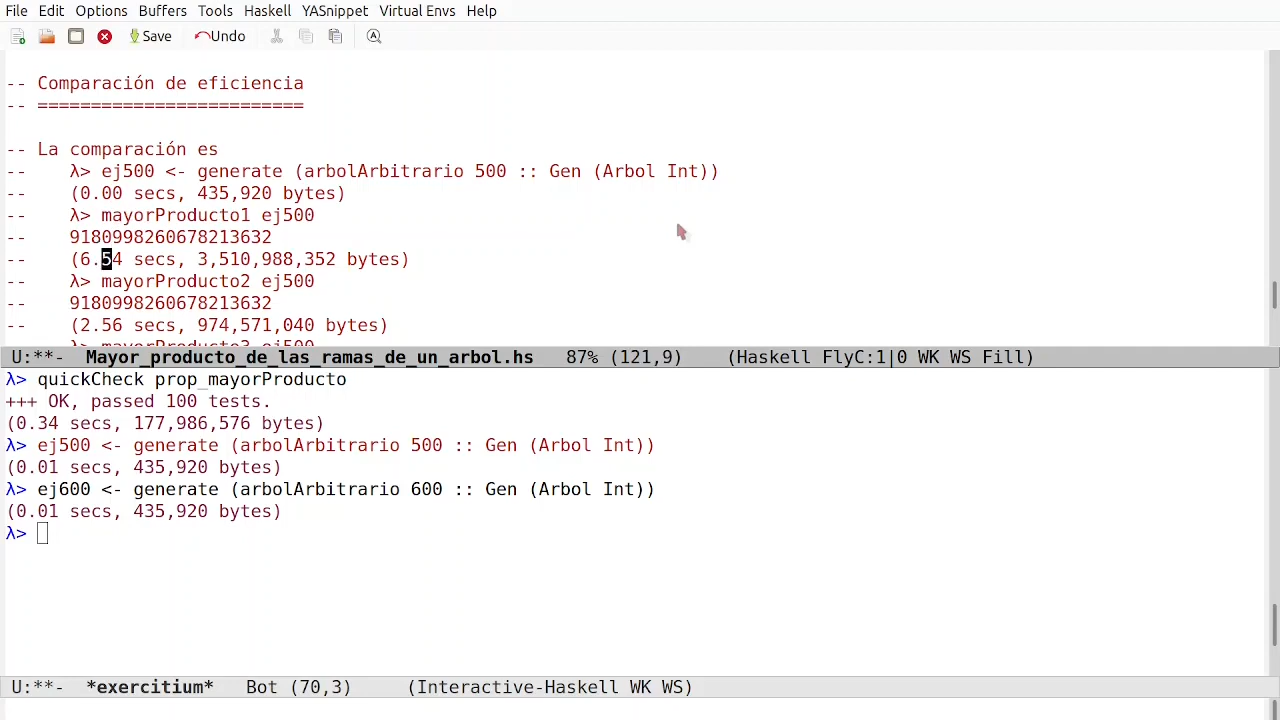 File Edit Options Buffers Tools Haskell YASnippet Virtual Envs Help
Save Undo
-- Comparación de eficiencia
-- =========================
-- La comparación es
--    λ> ej500 <- generate (arbolArbitrario 500 :: Gen (Arbol Int))
--    (0.00 secs, 435,920 bytes)
--    λ> mayorProducto1 ej500
--    9180998260678213632
--    (6.54 secs, 3,510,988,352 bytes)
--    λ> mayorProducto2 ej500
--    9180998260678213632
--    (2.56 secs, 974,571,040 bytes)
--    λ> mayorProducto3 ej500
U:**-  Mayor_producto_de_las_ramas_de_un_arbol.hs   87% (121,9)    (Haskell FlyC:1|0 WK WS Fill)
λ> quickCheck prop_mayorProducto
+++ OK, passed 100 tests.
(0.34 secs, 177,986,576 bytes)
λ> ej500 <- generate (arbolArbitrario 500 :: Gen (Arbol Int))
(0.01 secs, 435,920 bytes)
λ> ej600 <- generate (arbolArbitrario 600 :: Gen (Arbol Int))
(0.01 secs, 435,920 bytes)
λ>
U:**-  *exercitium*   Bot (70,3)     (Interactive-Haskell WK WS)